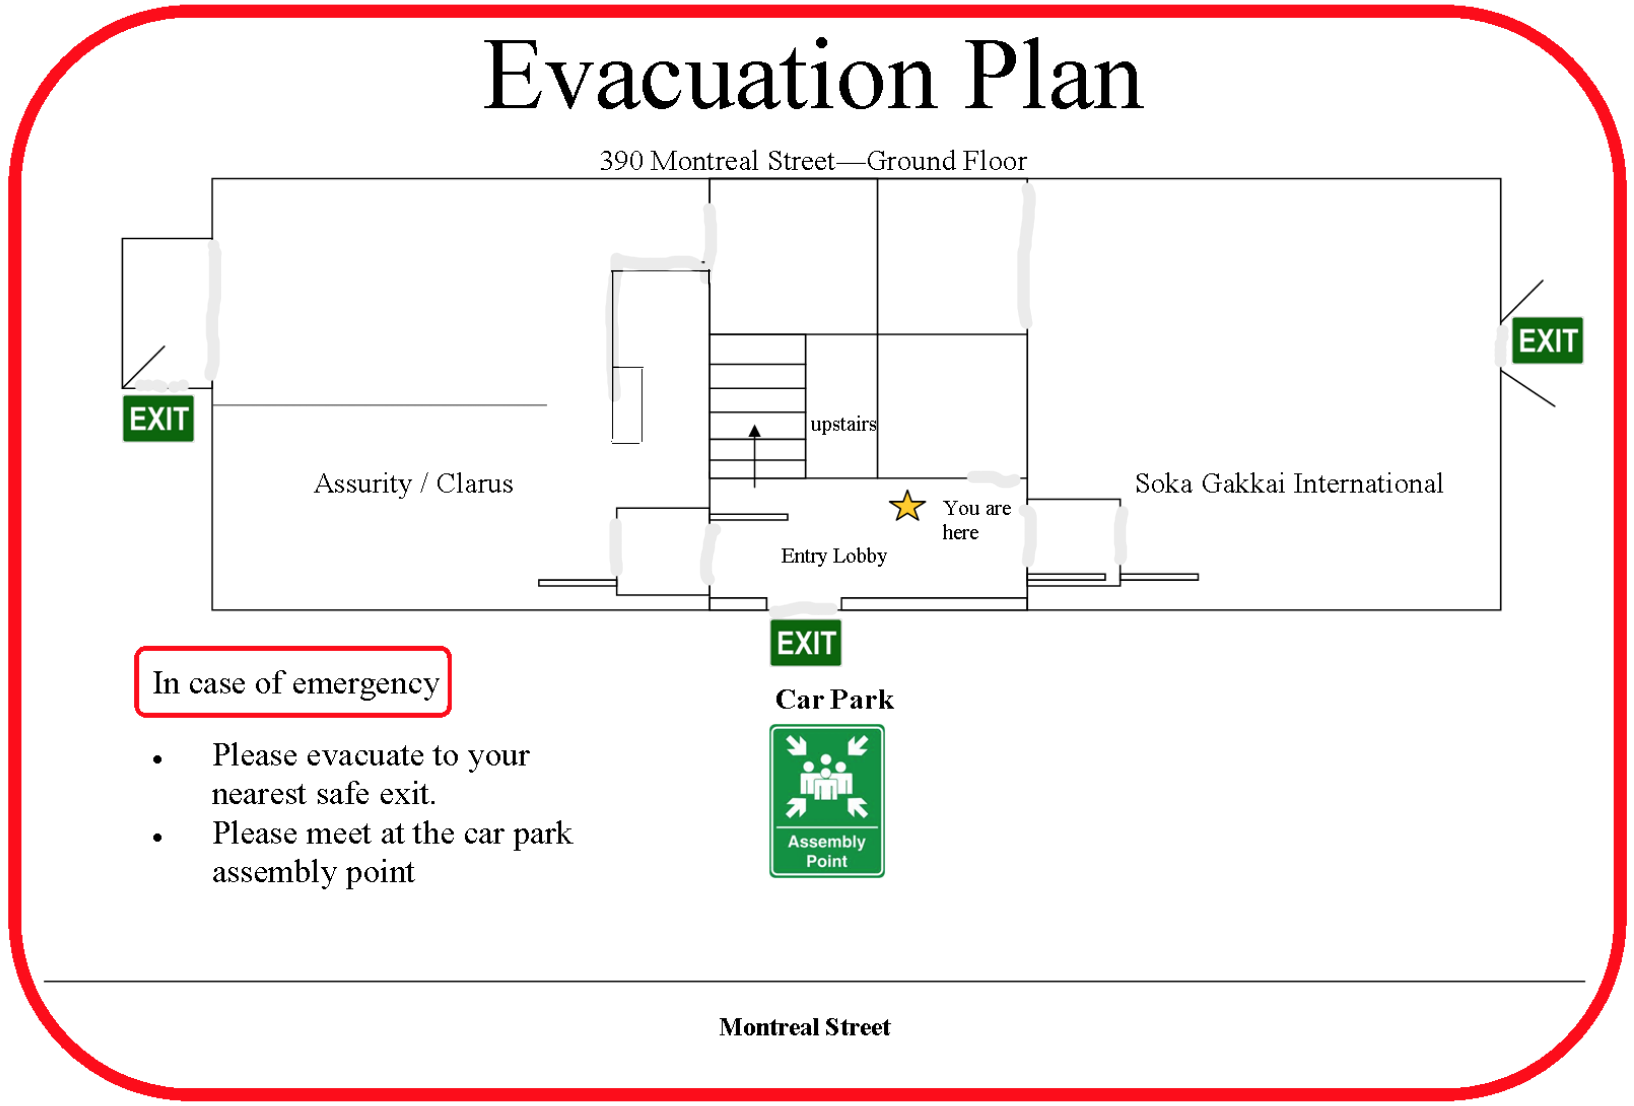 Evacuation Plan
390 Montreal Street—Ground Floor
EXIT
EXIT
upstairs
Assurity / Clarus
Soka Gakkai International
You are
here
Entry Lobby
EXIT
In case of emergency
Car Park
• Please evacuate to your
nearest safe exit.
• Please meet at the car park
assembly point
Assembly
Point
Montreal Street